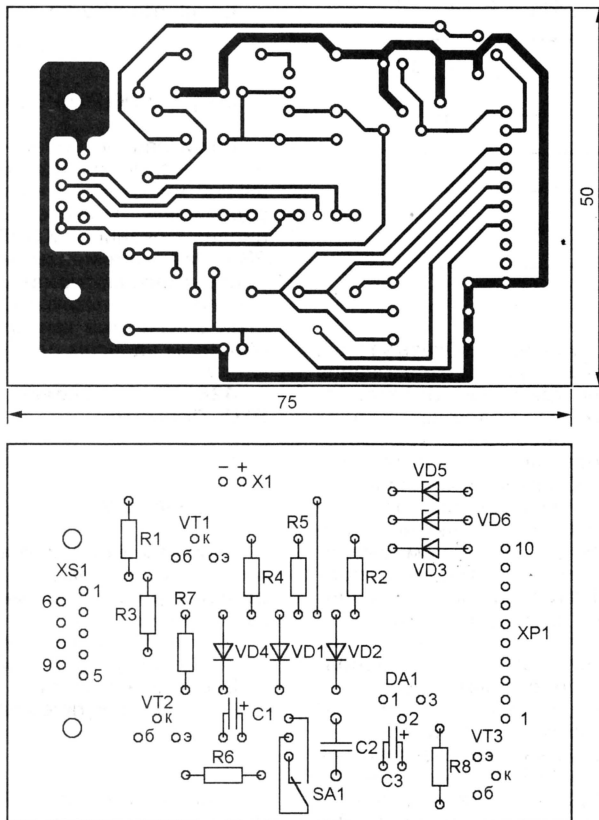 50
75
– + X1
VD5
VD6
VD3
R1
VT1
к
б
э
R5
R4
R2
10
XS1
1
6
9
5
R3
R7
XP1
1
VD4
VD1
VD2
DA1
1
3
2
VT2
к
б
э
+
C1
C2
+
C3
R8
VT3
э
к
б
R6
SA1